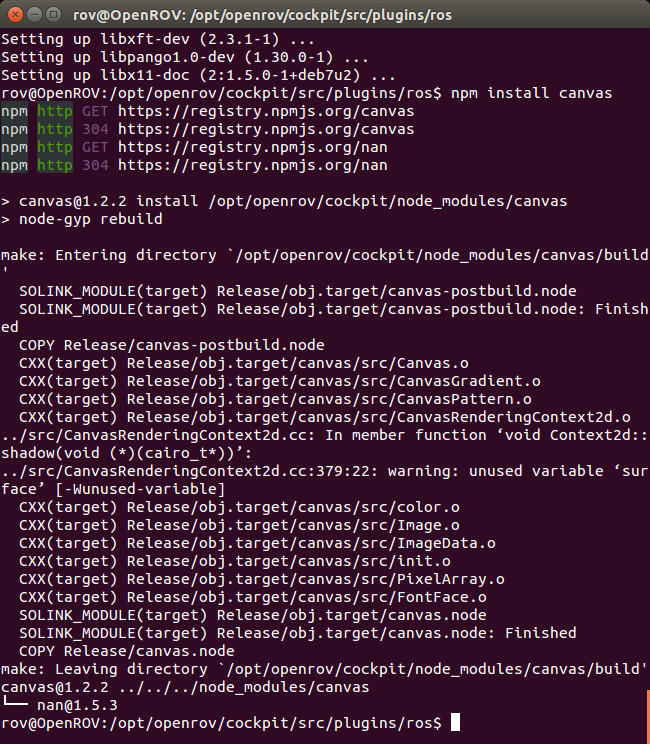 rov@OpenROV: /opt/openrov/cockpit/src/plugins/ros
Setting up libxft-dev (2.3.1-1) ...
Setting up libpango1.0-dev (1.30.0-1) ...
Setting up libx11-doc (2:1.5.0-1+deb7u2) ...
rov@OpenROV:/opt/openrov/cockpit/src/plugins/ros$ npm install canvas
npm http GET https://registry.npmjs.org/canvas
npm http 304 https://registry.npmjs.org/canvas
npm http GET https://registry.npmjs.org/nan
npm http 304 https://registry.npmjs.org/nan
> canvas@1.2.2 install /opt/openrov/cockpit/node_modules/canvas
> node-gyp rebuild
make: Entering directory `/opt/openrov/cockpit/node_modules/canvas/build
'
  SOLINK_MODULE(target) Release/obj.target/canvas-postbuild.node
  SOLINK_MODULE(target) Release/obj.target/canvas-postbuild.node: Finish
ed
  COPY Release/canvas-postbuild.node
  CXX(target) Release/obj.target/canvas/src/Canvas.o
  CXX(target) Release/obj.target/canvas/src/CanvasGradient.o
  CXX(target) Release/obj.target/canvas/src/CanvasPattern.o
  CXX(target) Release/obj.target/canvas/src/CanvasRenderingContext2d.o
../src/CanvasRenderingContext2d.cc: In member function ‘void Context2d::
shadow(void (*)(cairo_t*))’:
../src/CanvasRenderingContext2d.cc:379:22: warning: unused variable ‘sur
face’ [-Wunused-variable]
  CXX(target) Release/obj.target/canvas/src/color.o
  CXX(target) Release/obj.target/canvas/src/Image.o
  CXX(target) Release/obj.target/canvas/src/ImageData.o
  CXX(target) Release/obj.target/canvas/src/init.o
  CXX(target) Release/obj.target/canvas/src/PixelArray.o
  CXX(target) Release/obj.target/canvas/src/FontFace.o
  SOLINK_MODULE(target) Release/obj.target/canvas.node
  SOLINK_MODULE(target) Release/obj.target/canvas.node: Finished
  COPY Release/canvas.node
make: Leaving directory `/opt/openrov/cockpit/node_modules/canvas/build'
canvas@1.2.2 ../../../node_modules/canvas
└── nan@1.5.3
rov@OpenROV:/opt/openrov/cockpit/src/plugins/ros$